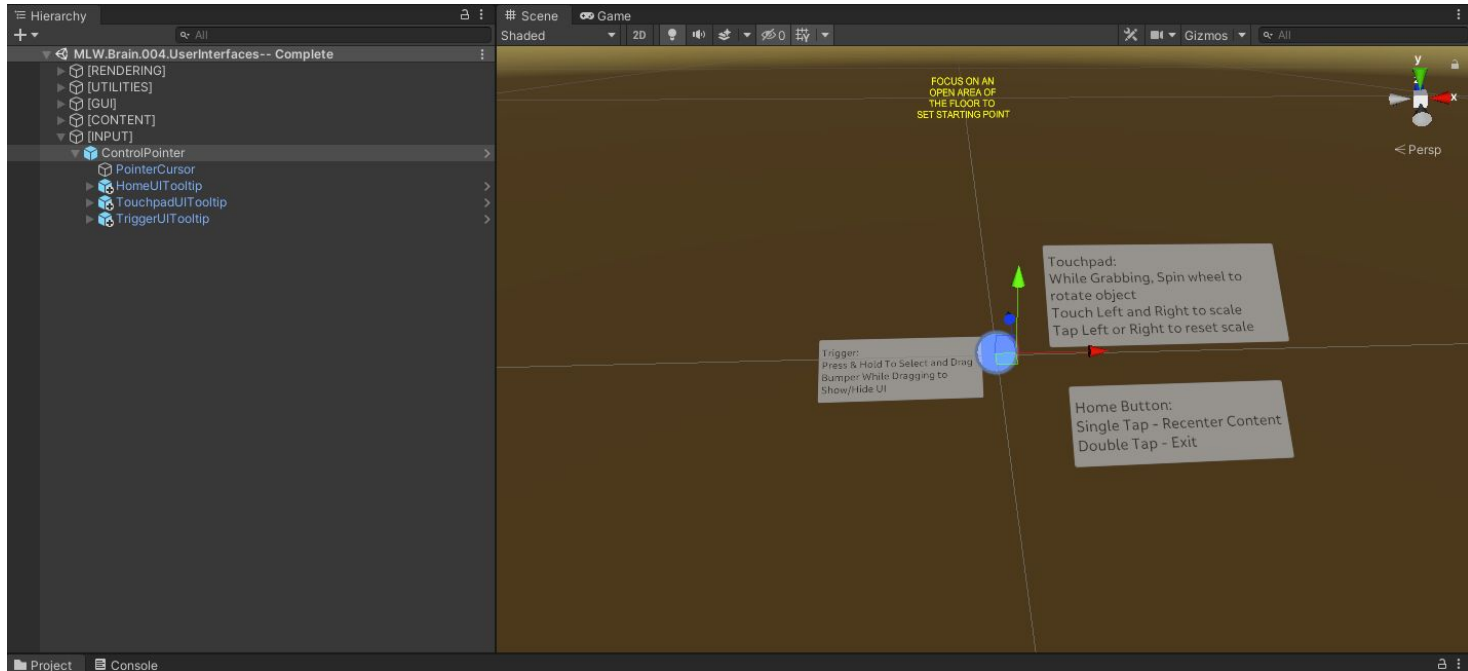 Hierarchy
All
MLW.Brain.004.UserInterfaces-- Complete
[RENDERING]
[UTILITIES]
[GUI]
[CONTENT]
[INPUT]
ControlPointer
PointerCursor
HomeUITooltip
TouchpadUITooltip
TriggerUITooltip
Scene Game
Shaded 2D 0 Gizmos All
y
x
Persp
FOCUS ON AN
OPEN AREA OF
THE FLOOR TO
SET STARTING POINT
Touchpad:
While Grabbing, Spin wheel to
rotate object
Touch Left and Right to scale
Tap Left or Right to reset scale
Trigger:
Press & Hold To Select and Drag
Bumper While Dragging to
Show/Hide UI
Home Button:
Single Tap - Recenter Content
Double Tap - Exit
Project Console